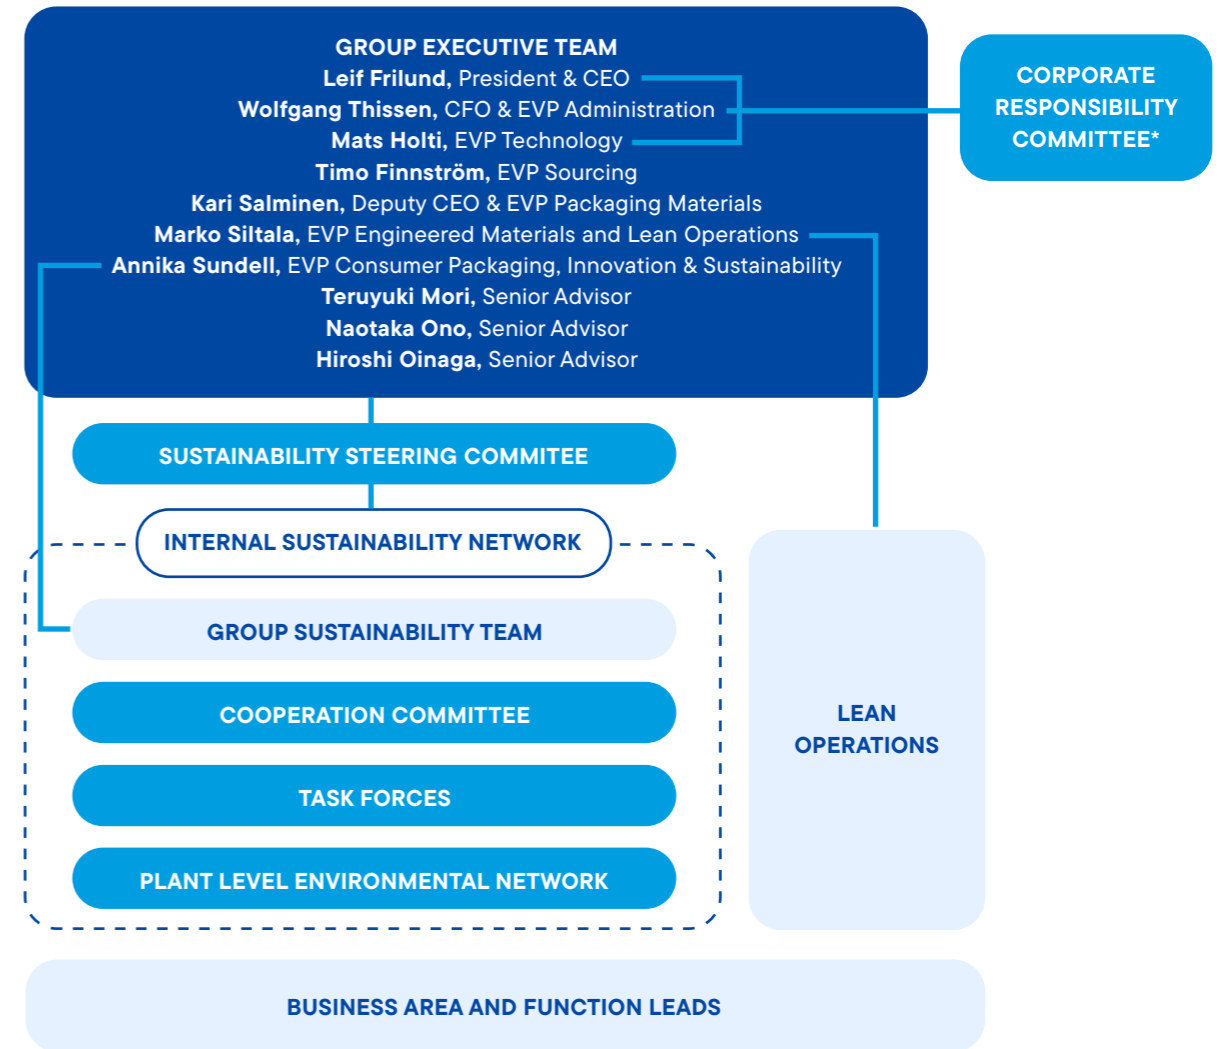 GROUP EXECUTIVE TEAM
Leif Frilund, President & CEO
Wolfgang Thissen, CFO & EVP Administration
Mats Holti, EVP Technology
Timo Finnström, EVP Sourcing
Kari Salminen, Deputy CEO & EVP Packaging Materials
Marko Siltala, EVP Engineered Materials and Lean Operations
Annika Sundell, EVP Consumer Packaging, Innovation & Sustainability
Teruyuki Mori, Senior Advisor
Naotaka Ono, Senior Advisor
Hiroshi Oinaga, Senior Advisor
CORPORATE
RESPONSIBILITY
COMMITTEE*
SUSTAINABILITY STEERING COMMITEE
INTERNAL SUSTAINABILITY NETWORK
GROUP SUSTAINABILITY TEAM
COOPERATION COMMITTEE
TASK FORCES
PLANT LEVEL ENVIRONMENTAL NETWORK
LEAN
OPERATIONS
BUSINESS AREA AND FUNCTION LEADS